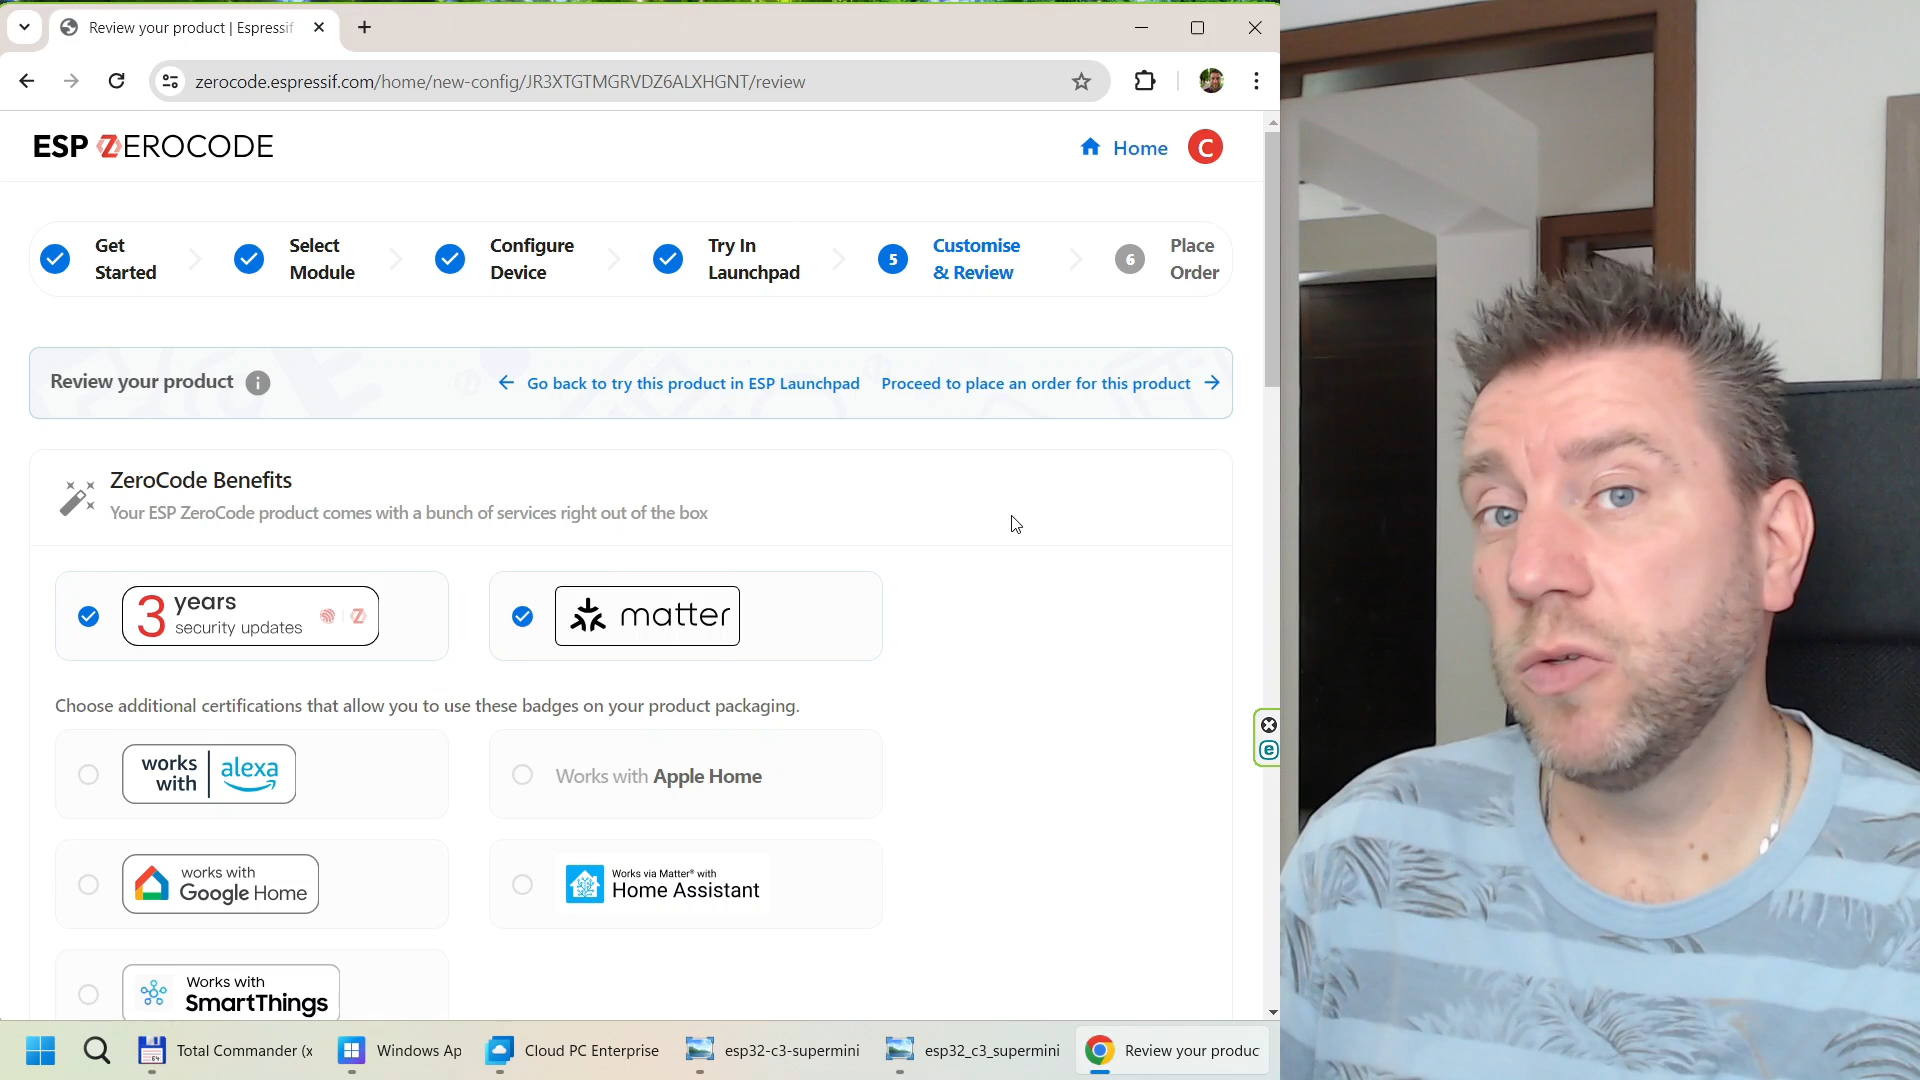 Review your product | Espressif
zerocode.espressif.com/home/new-config/JR3XTGTMGRVDZ6ALXHGNT/review
ESP ZEROCODE
Home
C
Get
Started
Select
Module
Configure
Device
Try In
Launchpad
5
Customise
& Review
6
Place
Order
Review your product
Go back to try this product in ESP Launchpad
Proceed to place an order for this product
ZeroCode Benefits
Your ESP ZeroCode product comes with a bunch of services right out of the box
3 years
security updates
matter
Choose additional certifications that allow you to use these badges on your product packaging.
works
with
alexa
Works with Apple Home
works with
Google Home
Works via Matter® with
Home Assistant
Works with
SmartThings
Total Commander (x
Windows Ap
Cloud PC Enterprise
esp32-c3-supermini
esp32_c3_supermini
Review your produc